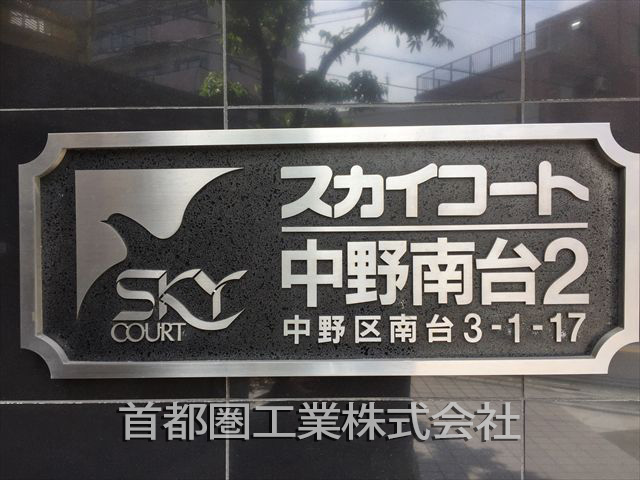 SKY
COURT
スカイコート
中野南台2
中野区南台3-1-17
首都圏工業株式会社